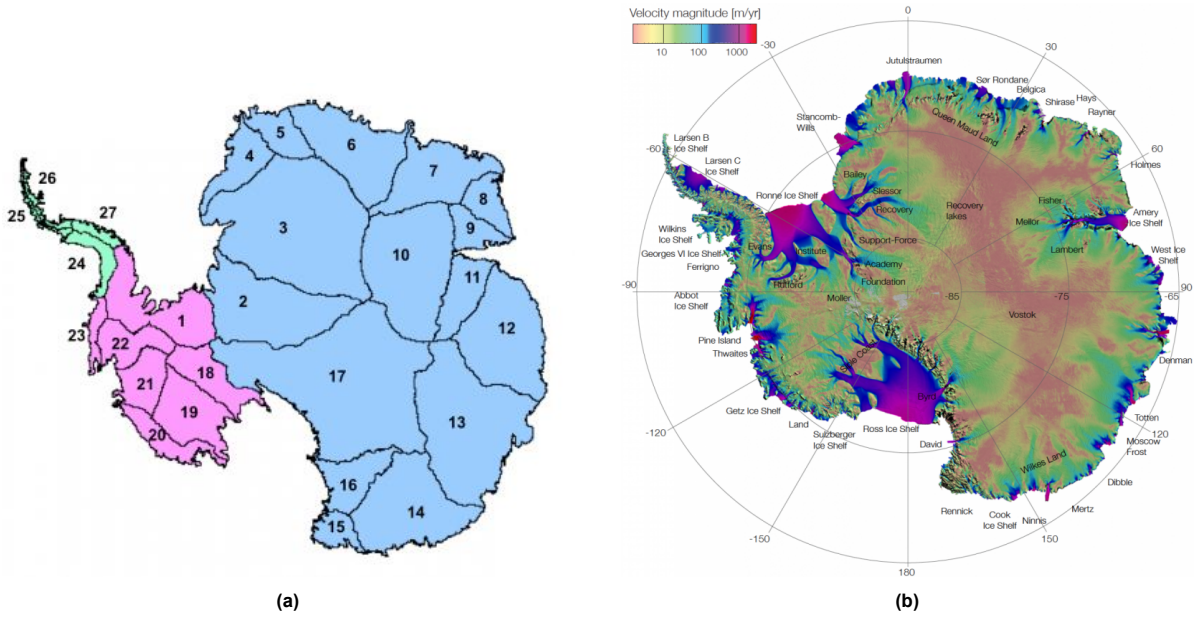 26
25
27
24
23
22
1
21
18
19
20
5
4
6
7
8
9
3
10
11
2
12
17
13
16
14
15
(a)
Velocity magnitude [m/yr]
10 100 1000
0
-30
30
Jutulstraumen
Sør Rondane
Belgica
Hays
Shirase
Rayner
Stancomb-
Wills
Queen Maud Land
Larsen B
Ice Shelf
-60
60
Larsen C
Ice Shelf
Holmes
Bailey
Ronne Ice Shelf
Slessor
Fisher
Recovery
Recovery
lakes
Mellor
Amery
Ice Shelf
Wilkins
Ice Shelf
Support-Force
Evans
Institute
Lambert
West Ice
Shelf
Georges VI Ice Shelf
Ferrigno
Academy
Rutford
Foundation
-90
-85
-75
-65
90
Abbot
Ice Shelf
Moller
Vostok
Pine Island
Thwaites
Siple Coast
Denman
Byrd
Getz Ice Shelf
Land
Ross Ice Shelf
Totten
Sulzberger
Ice Shelf
David
-120
120
Moscow
Frost
Wilkes Land
Dibble
Rennick
Cook
Ice Shelf
Ninnis
Mertz
-150
150
180
(b)